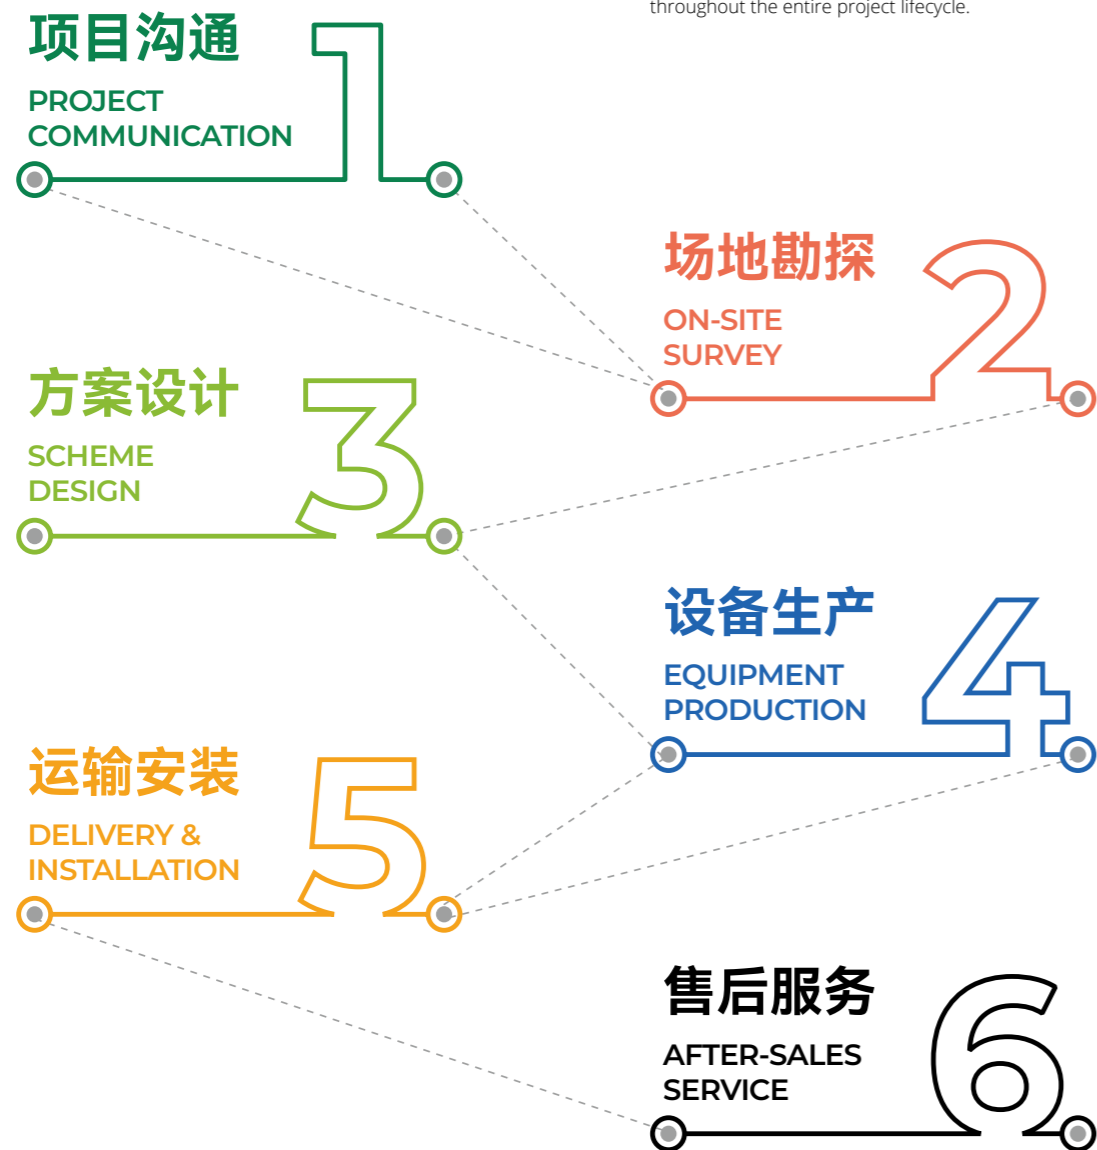 throughout the entire project lifecycle.
项目沟通
PROJECT
COMMUNICATION
1
场地勘探
ON-SITE
SURVEY
2
方案设计
SCHEME
DESIGN
3
设备生产
EQUIPMENT
PRODUCTION
4
运输安装
DELIVERY &
INSTALLATION
5
售后服务
AFTER-SALES
SERVICE
6